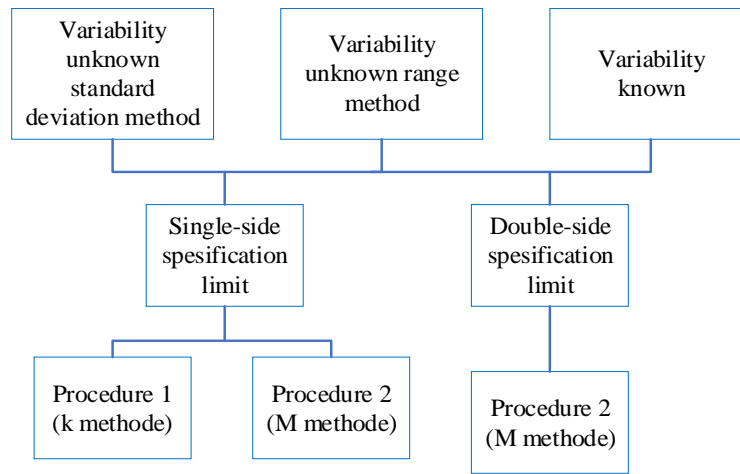 Variability
unknown
standard
deviation method
Variability
unknown range
method
Variability
known
Single-side
spesification
limit
Double-side
spesification
limit
Procedure 1
(k methode)
Procedure 2
(M methode)
Procedure 2
(M methode)